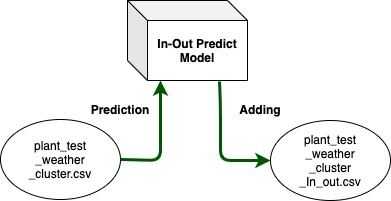 In-Out Predict
Model
Prediction
Adding
plant_test
_weather
_cluster.csv
plant_test
_weather
_cluster
_In_out.csv